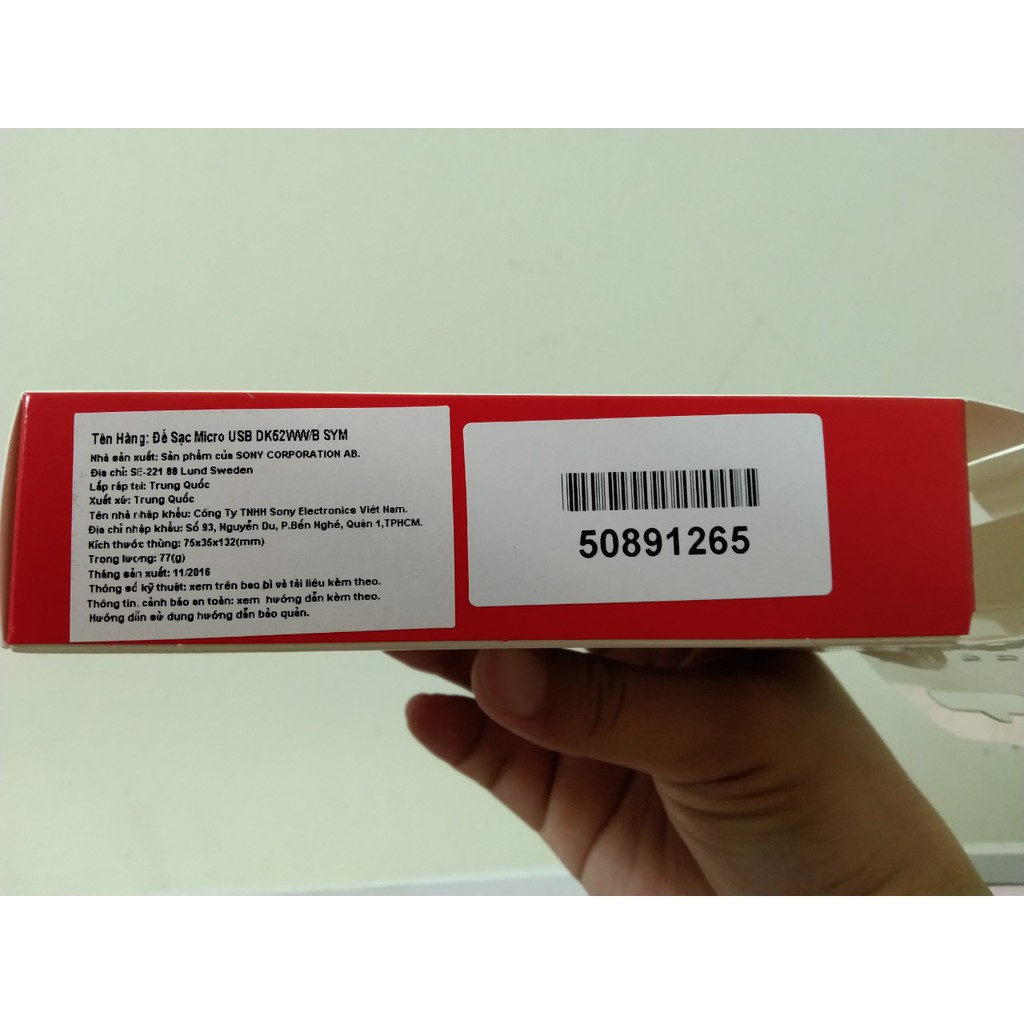 Tên Hàng: Đế Sạc Micro USB DK52WW/B SYM
Nhà sản xuất: Sản phẩm của SONY CORPORATION AB.
Địa chỉ: SE-221 88 Lund Sweden
Lắp ráp tại: Trung Quốc
Xuất xứ: Trung Quốc
Tên nhà nhập khẩu: Công Ty TNHH Sony Electronics Việt Nam.
Địa chỉ nhập khẩu: Số 93, Nguyễn Du, P.Bến Nghé, Quận 1,TPHCM.
Kích thước thùng: 75x35x132(mm)
Trọng lượng: 77(g)
Tháng sản xuất: 11/2016
Thông số kỹ thuật: xem trên bao bì và tài liệu kèm theo.
Thông tin, cảnh báo an toàn: xem hướng dẫn kèm theo.
Hướng dẫn sử dụng hướng dẫn bảo quản.
50891265